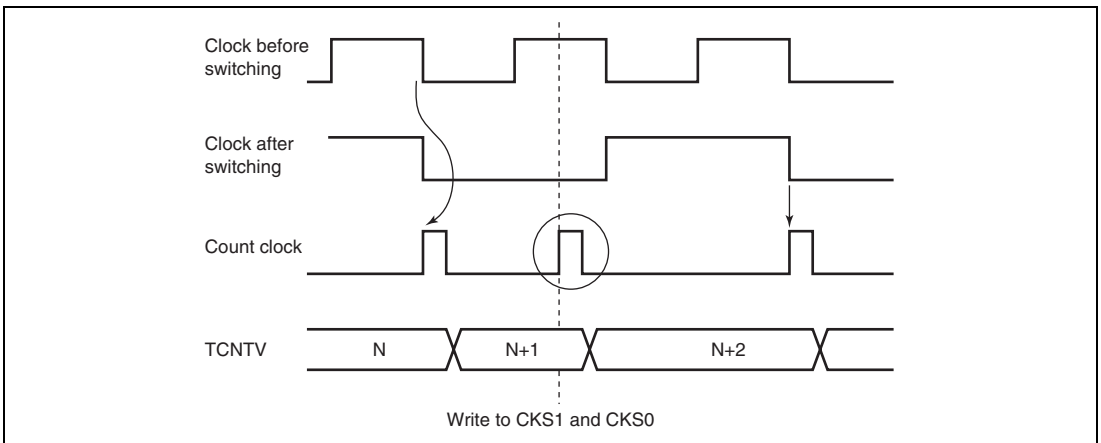 Clock before
switching
Clock after
switching
Count clock
TCNTV
N
N+1
N+2
Write to CKS1 and CKS0